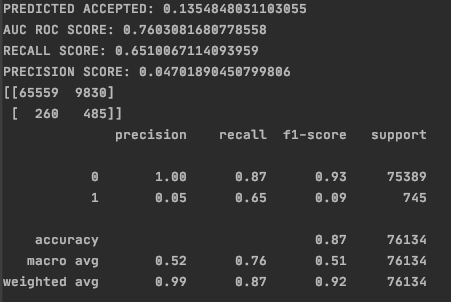 PREDICTED ACCEPTED: 0.1354848031103055
AUC ROC SCORE: 0.7603081680778558
RECALL SCORE: 0.6510067114093959
PRECISION SCORE: 0.04701890450799806
[[65559  9830]
 [  260   485]]
              precision    recall  f1-score   support

           0       1.00      0.87      0.93     75389
           1       0.05      0.65      0.09       745

    accuracy                           0.87     76134
   macro avg       0.52      0.76      0.51     76134
weighted avg       0.99      0.87      0.92     76134